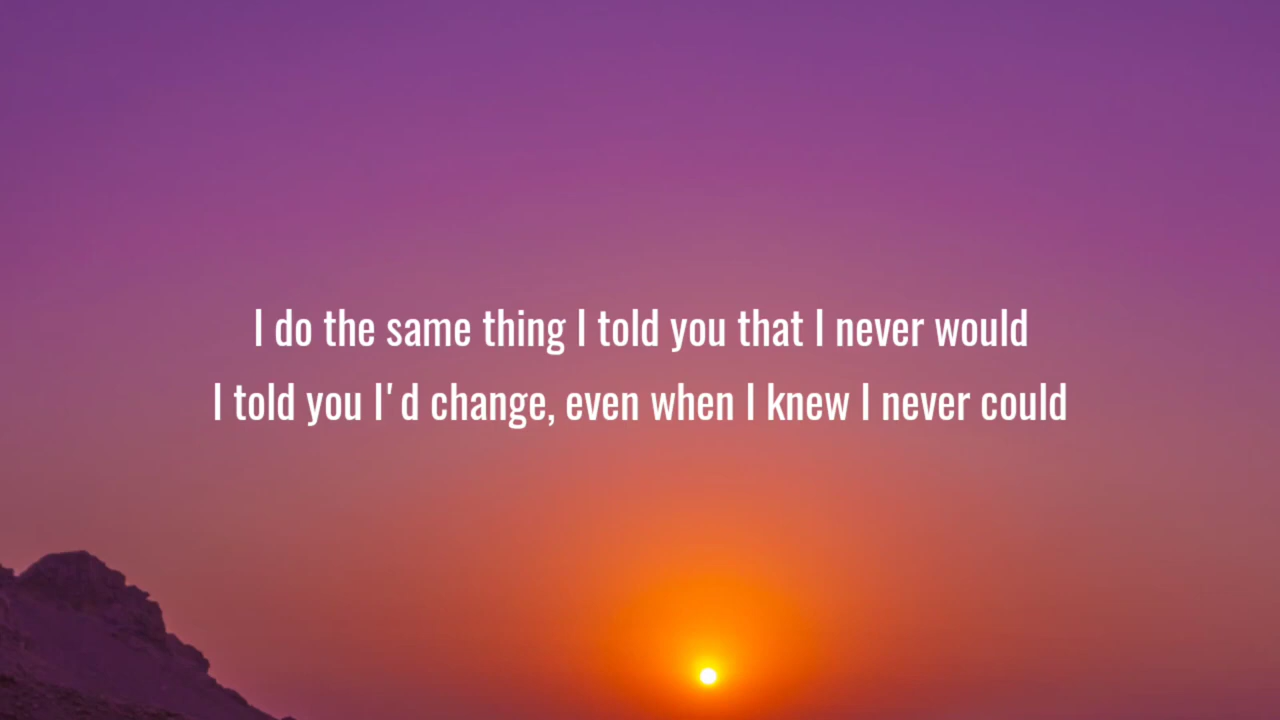 I do the same thing I told you that I never would
I told you I'd change, even when I knew I never could